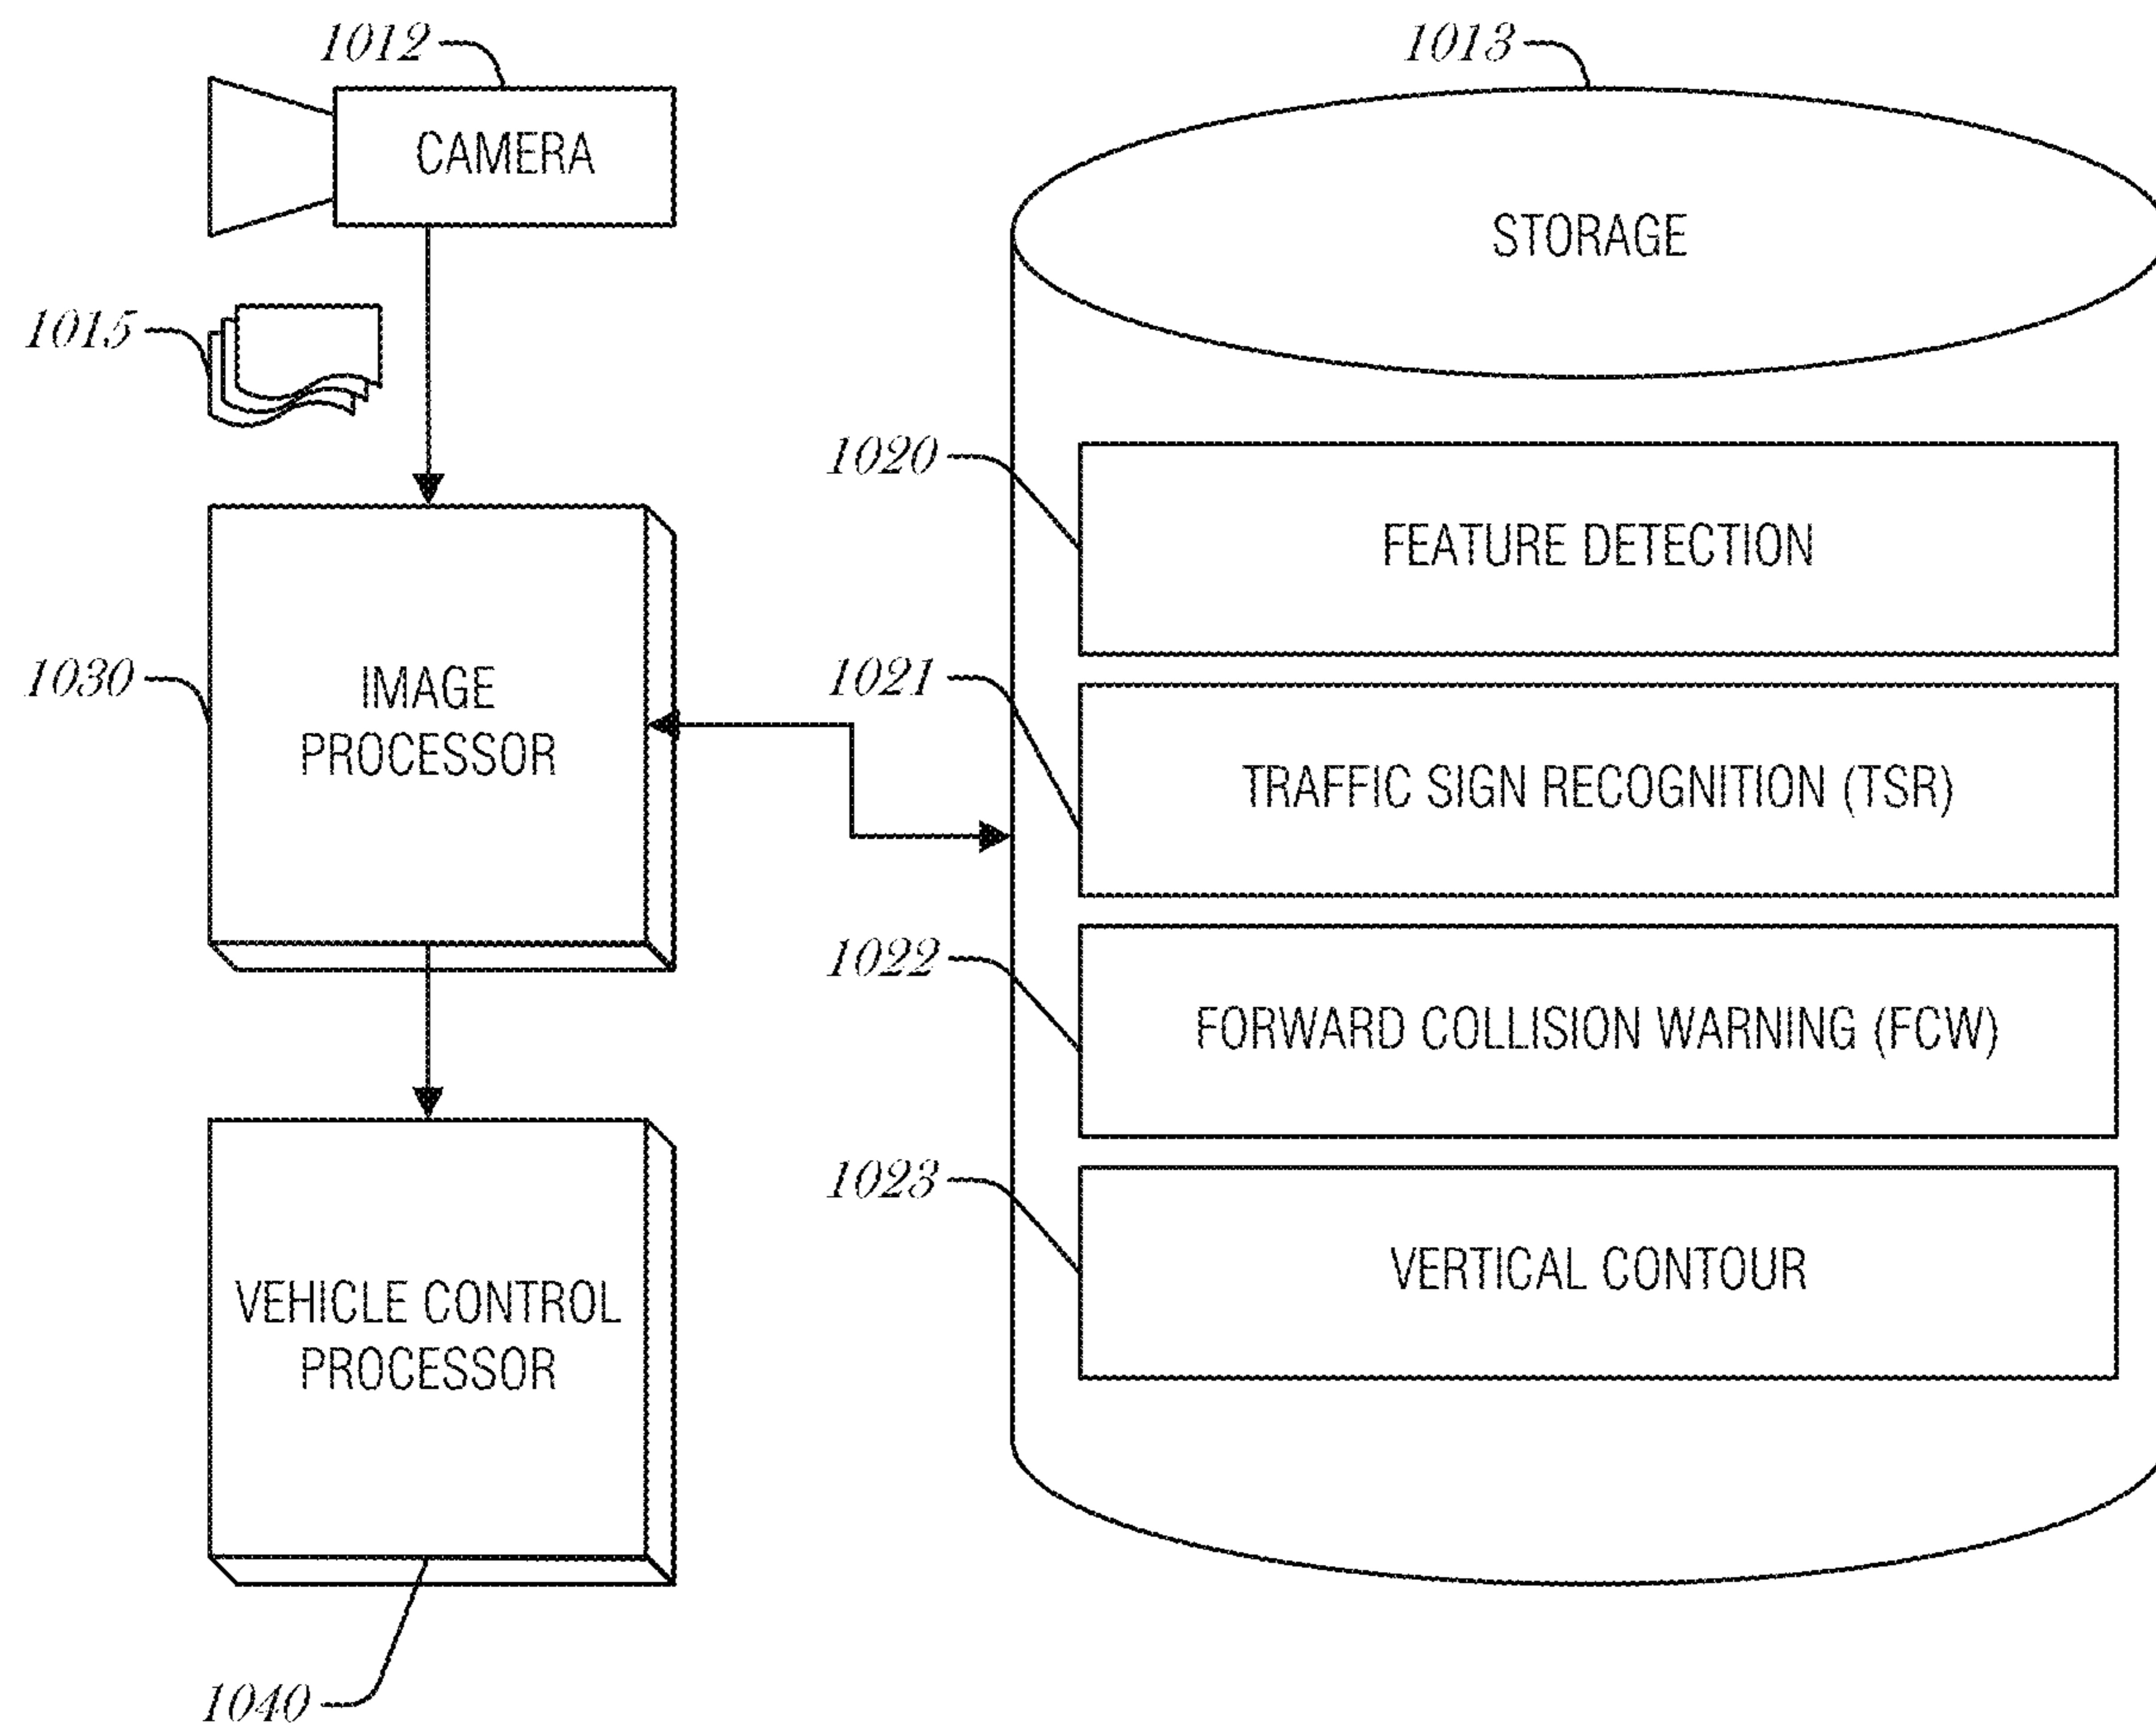 1012
CAMERA
1013
STORAGE
1015
1020
FEATURE DETECTION
1030
IMAGE
PROCESSOR
1021
TRAFFIC SIGN RECOGNITION (TSR)
1022
FORWARD COLLISION WARNING (FCW)
1023
VERTICAL CONTOUR
VEHICLE CONTROL
PROCESSOR
1040